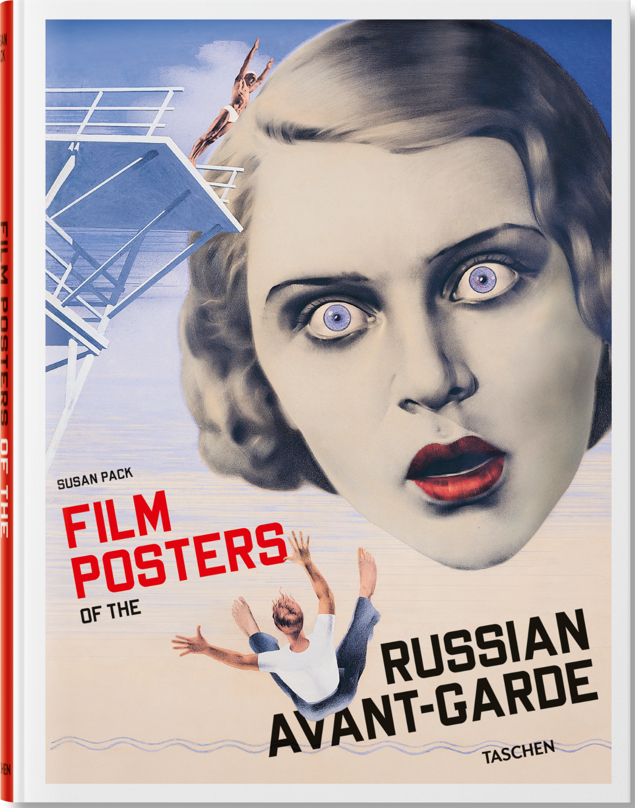 SUSAN PACK
FILM
POSTERS
OF THE
RUSSIAN
AVANT-GARDE
TASCHEN
FILM POSTERS OF THE